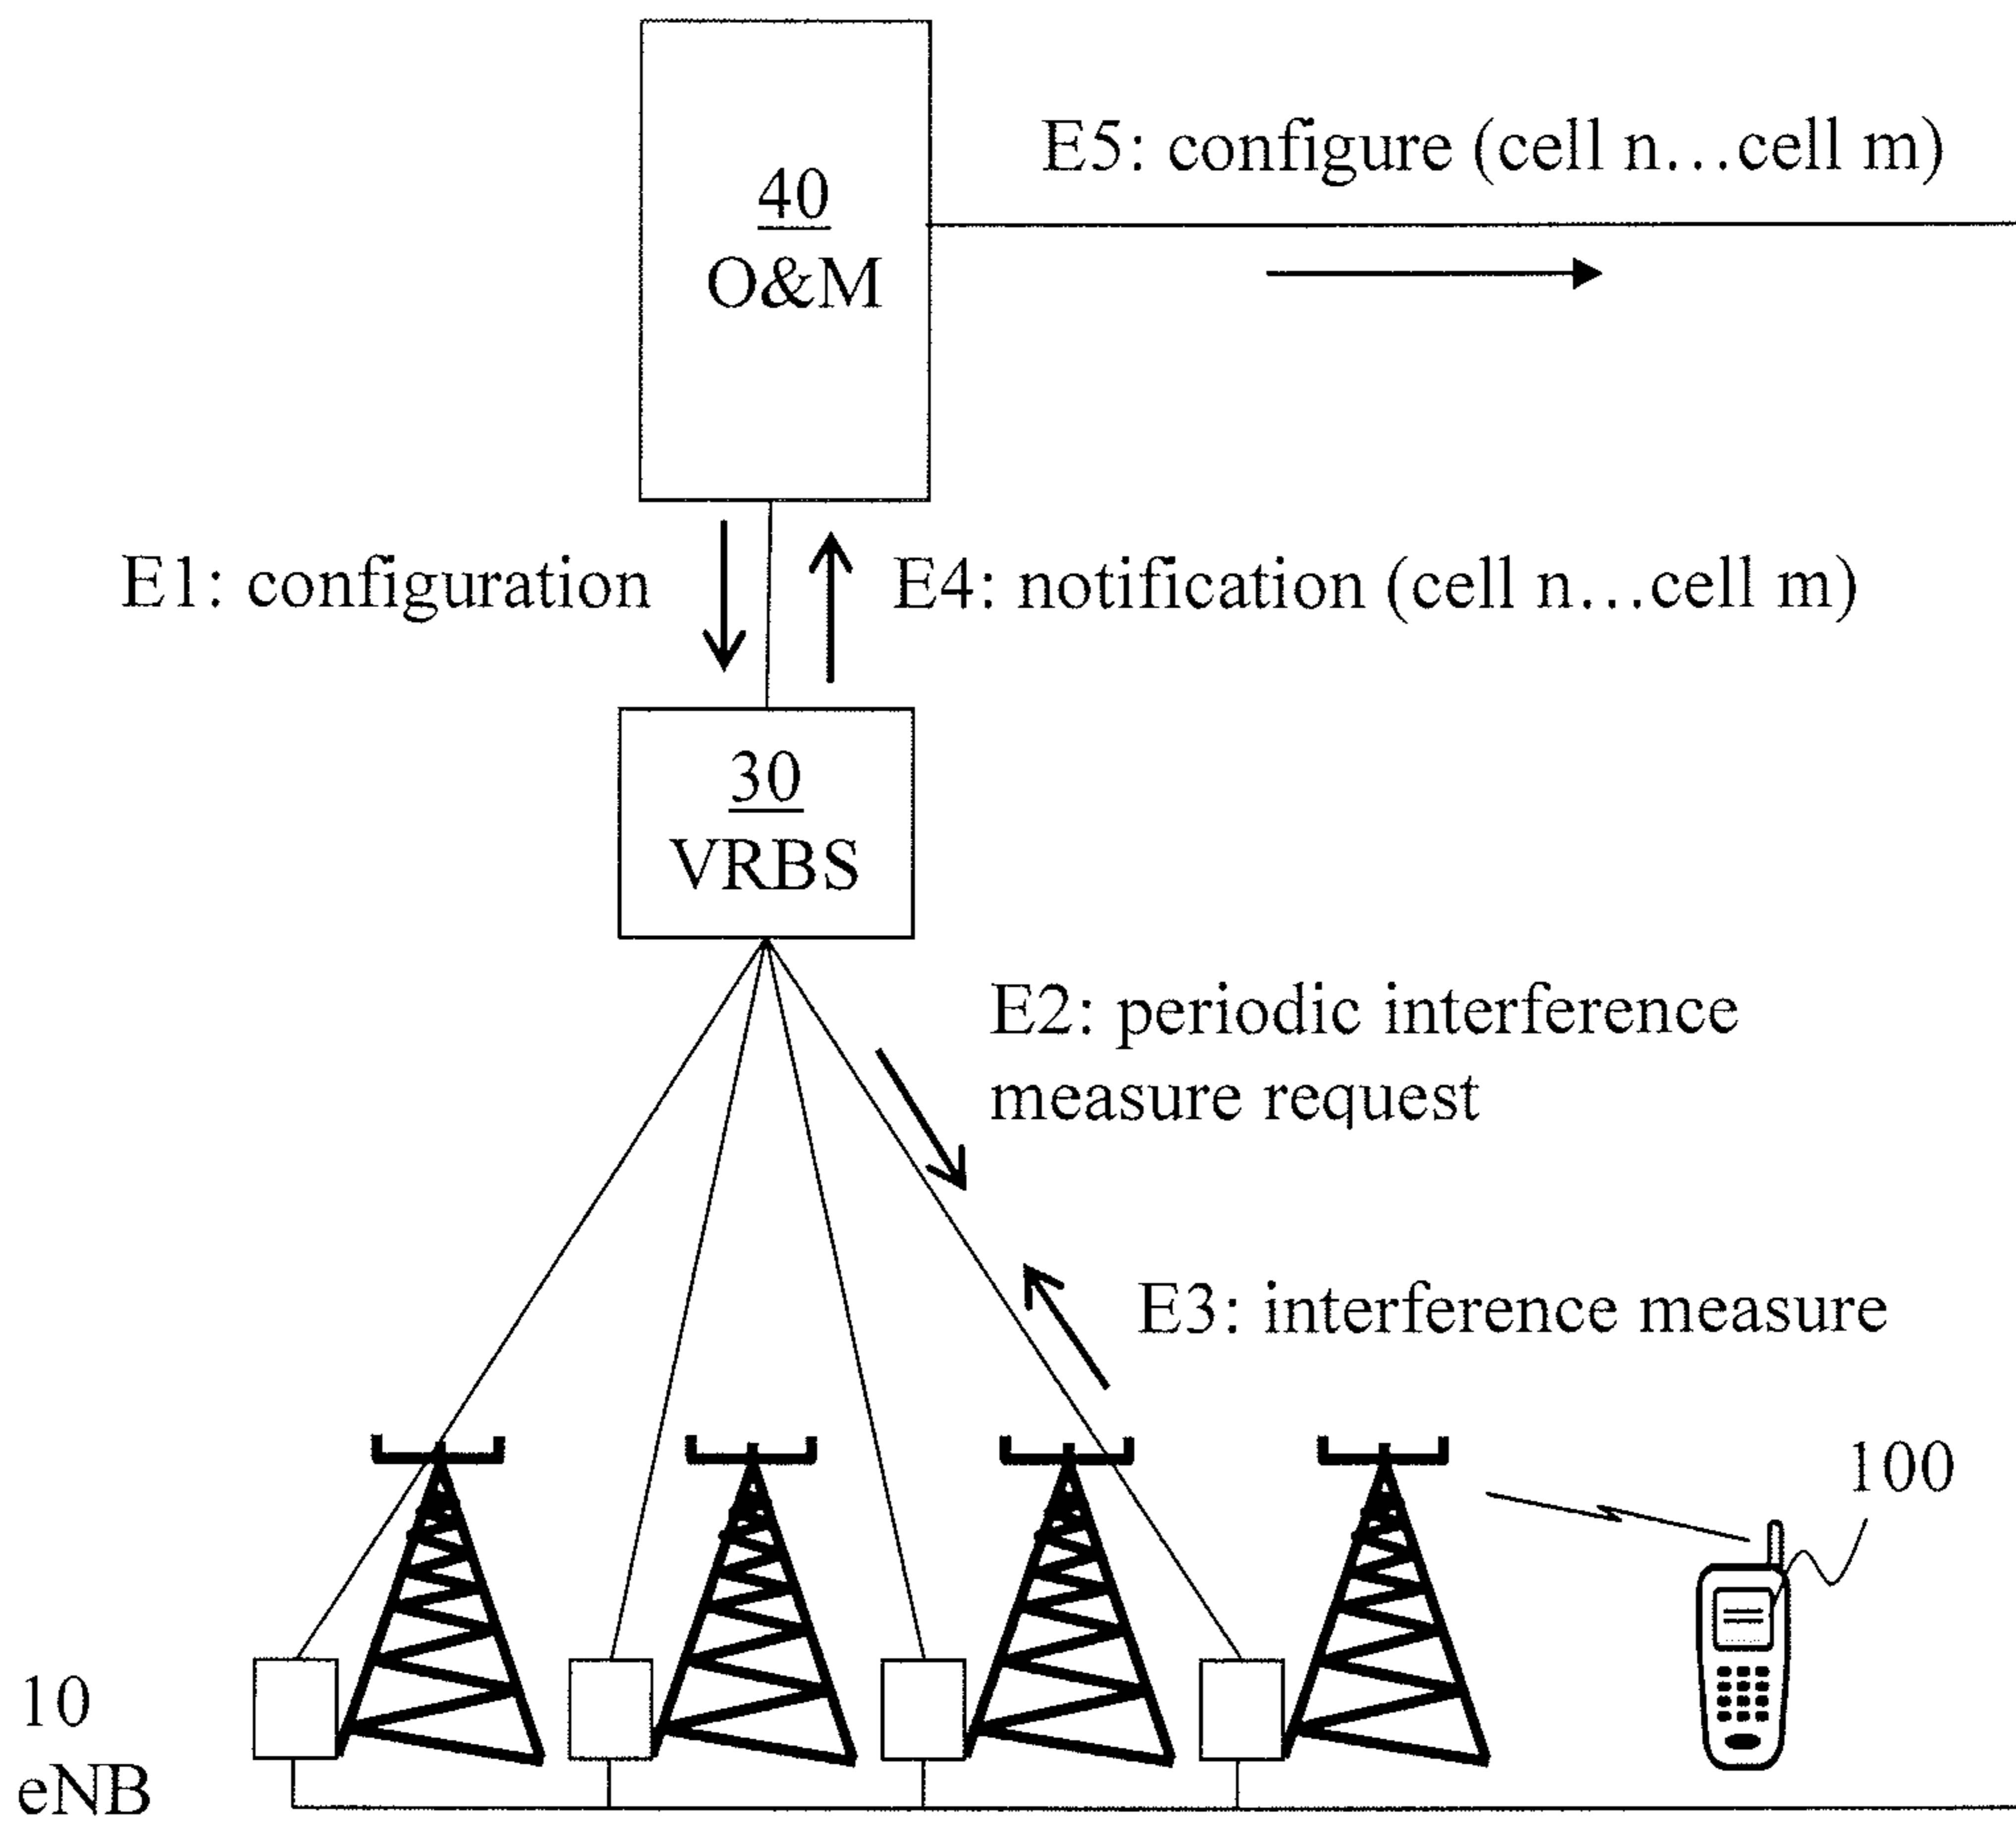 40
O&M
E5: configure (cell n...cell m)
E1: configuration
E4: notification (cell n...cell m)
30
VRBS
E2: periodic interference
measure request
E3: interference measure
100
10
eNB